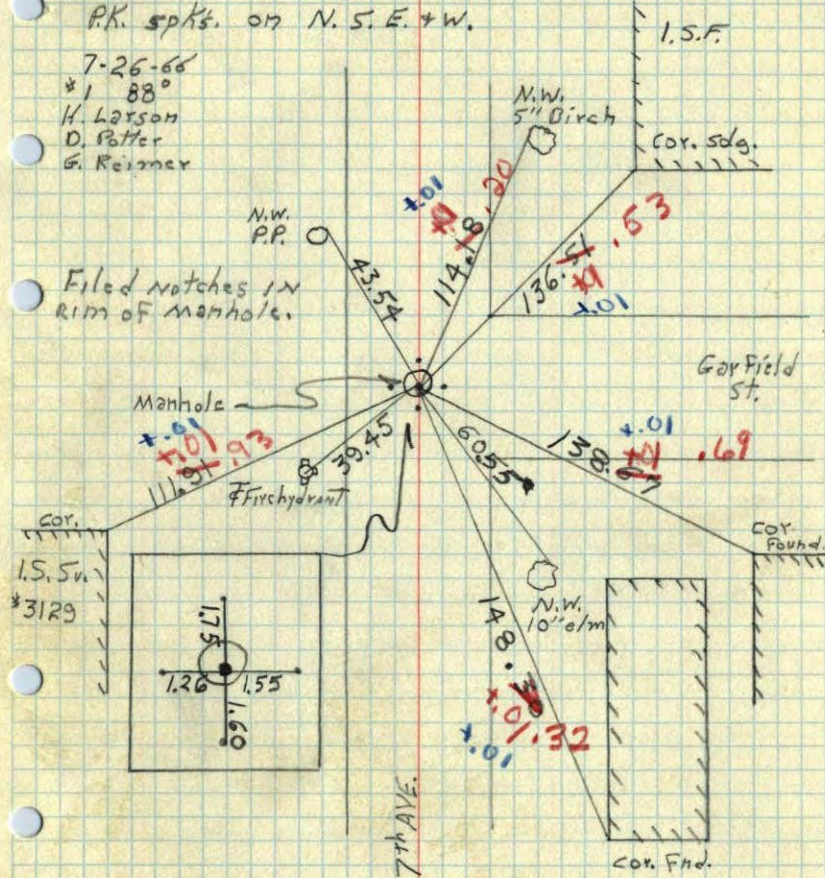 P.K. spks. on N. S. E. & W.
I.S.F.
7-26-66
#1 88°
H. Larson
D. Potter
G. Reimer
N.W.
5" Birch
Cor. Sdg.
N.W.
P.P.
43.54
+.01
114.18 .20
136.51 .53
+.01
Filed Notches in
Rim of Manhole.
Garfield
St.
Manhole
+.01
+.01
111.91 .93
39.45
Firehydrant
60.55
+.01
+.01
138.67 .69
cor.
I.S. Sv.
#3129
Cor.
Found.
N.W.
10" elm
1.75
1.26
1.55
1.60
148.30
+.01 .32
+.01
7th AVE.
Cor. Fnd.